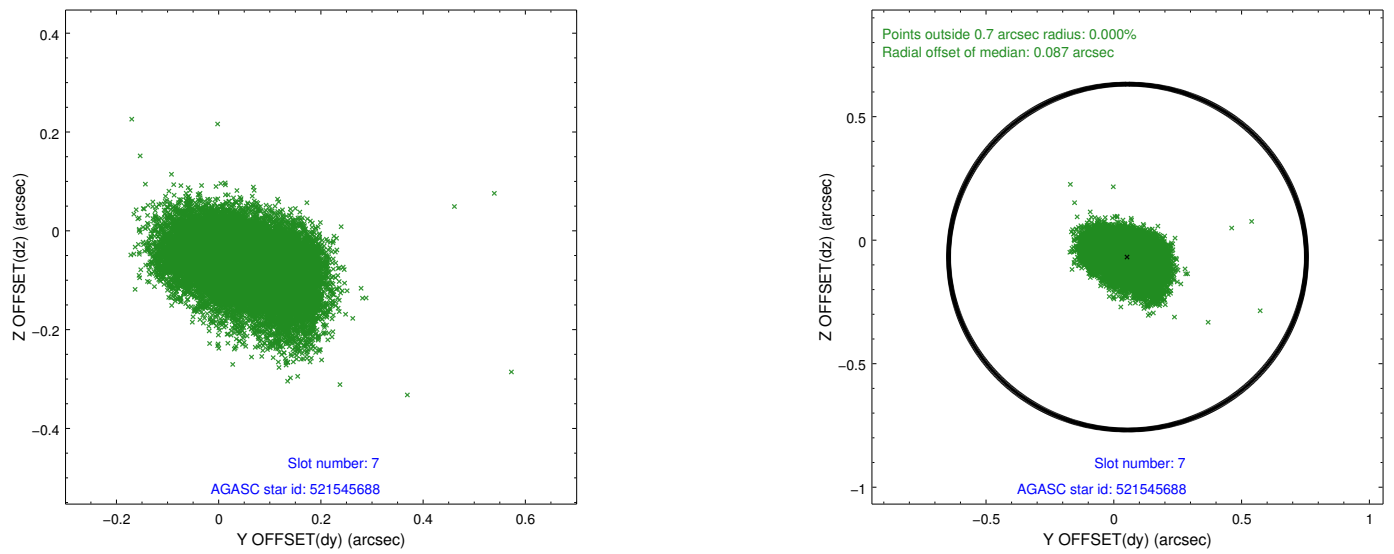 0.4
0.2
0
−0.2
−0.4
Z OFFSET(dz) (arcsec)
Slot number: 7
AGASC star id: 521545688
−0.2
0
0.2
0.4
0.6
Y OFFSET(dy) (arcsec)
Points outside 0.7 arcsec radius: 0.000%
Radial offset of median: 0.087 arcsec
0.5
0
−0.5
−1
Z OFFSET(dz) (arcsec)
Slot number: 7
AGASC star id: 521545688
−0.5
0
0.5
1
Y OFFSET(dy) (arcsec)